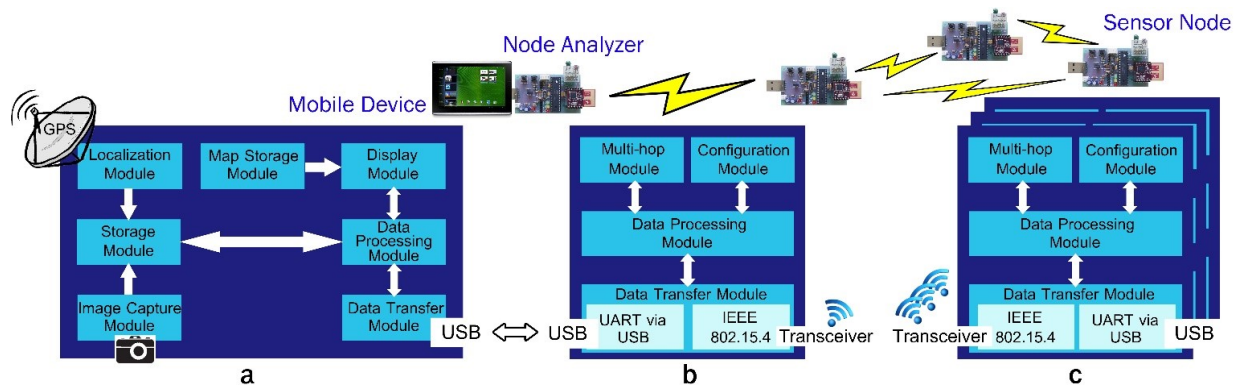 Node Analyzer
Sensor Node
Mobile Device
GPS
Localization
Module
Map Storage
Module
Display
Module
Storage
Module
Data
Processing
Module
Image Capture
Module
Data Transfer
Module
USB
a
Multi-hop
Module
Configuration
Module
Data Processing
Module
Data Transfer Module
USB
UART via
USB
IEEE
802.15.4
Transceiver
b
Multi-hop
Module
Configuration
Module
Data Processing
Module
Data Transfer Module
Transceiver
IEEE
802.15.4
UART via
USB
USB
c